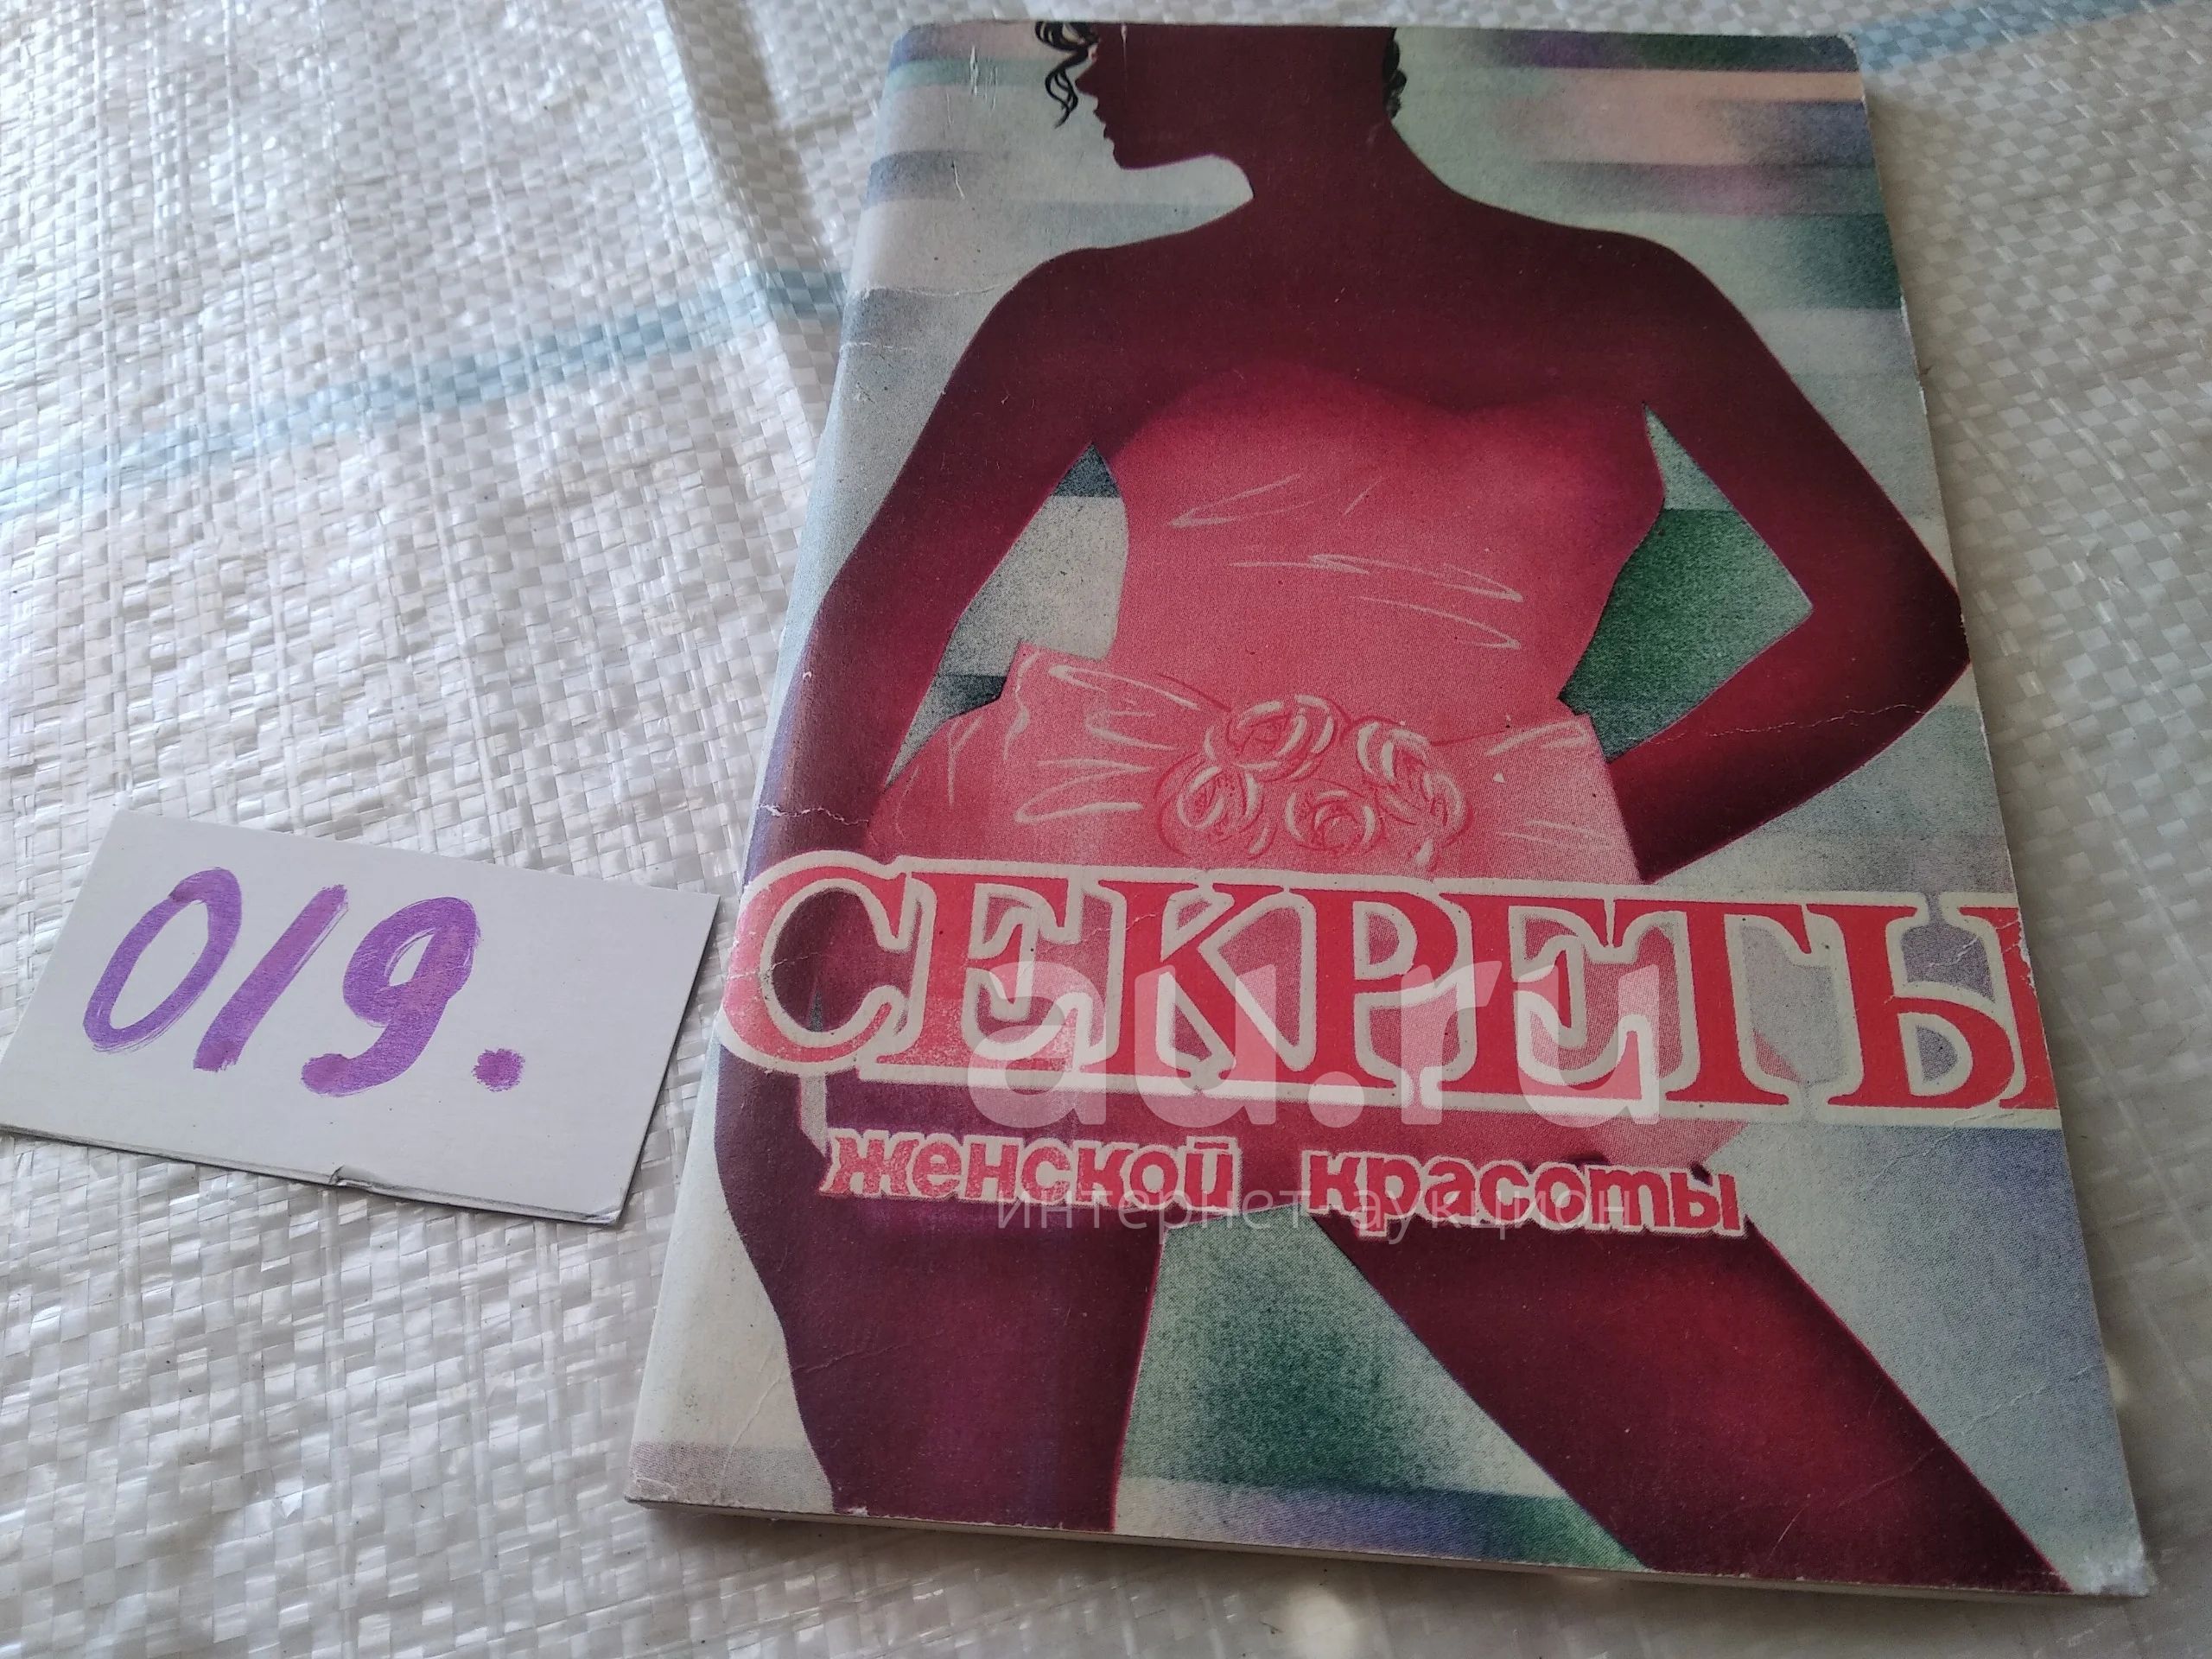 019.
СЕКРЕТЫ
au.ru
женской красоты
интернет аукцион